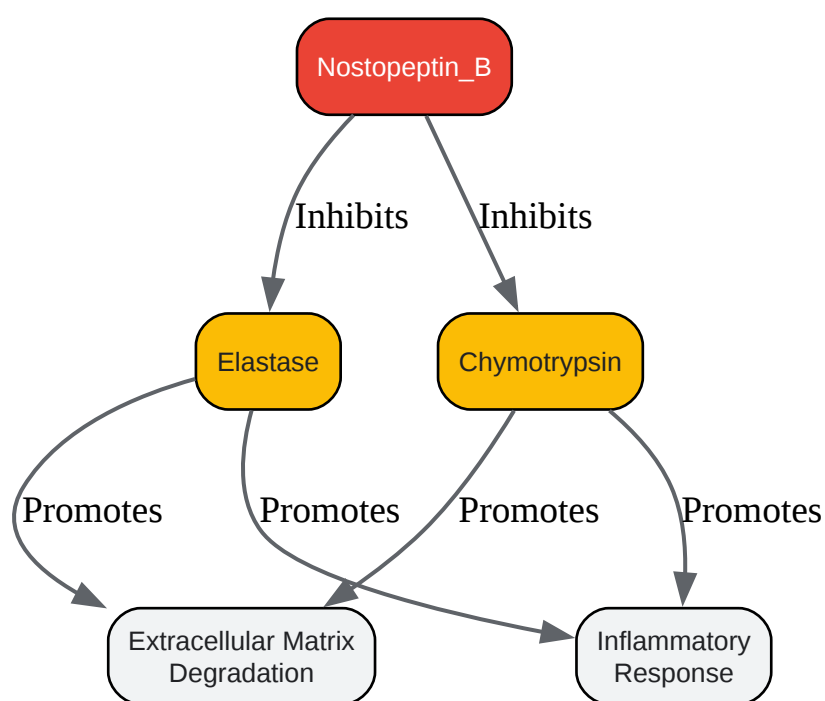 Nostopeptin_B
Inhibits
Inhibits
Elastase
Chymotrypsin
Promotes
Promotes
Promotes
Promotes
Extracellular Matrix
Degradation
Inflammatory
Response